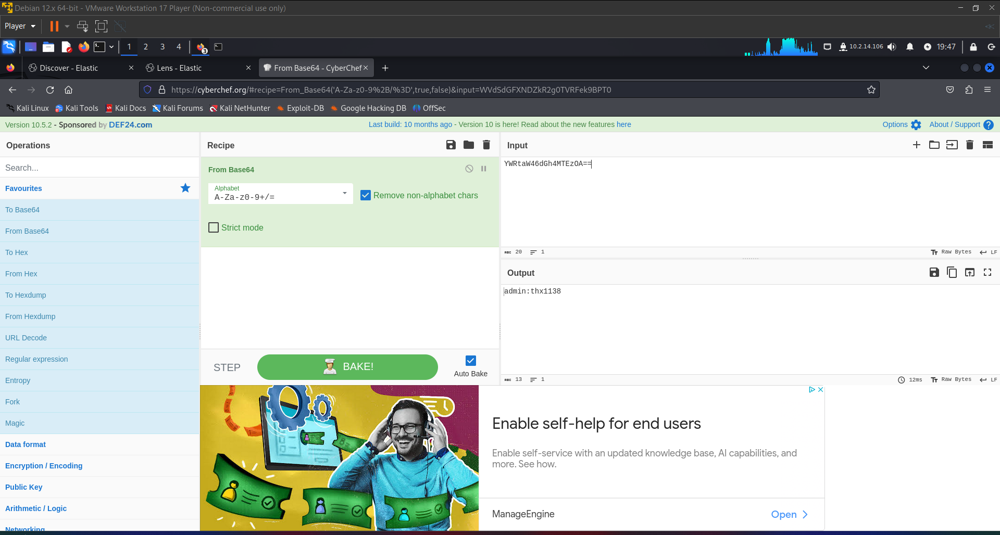 Debian 12.x 64-bit - VMware Workstation 17 Player (Non-commercial use only)
Player
1 2 3 4 3 10.2.14.106 19:47
Discover - Elastic Lens - Elastic From Base64 - CyberChef
https://cyberchef.org/#recipe=From_Base64('A-Za-z0-9%2B/%3D',true,false)&input=WVdSdGFXNDZkR2g0TVRFek9BPT0
Kali Linux Kali Tools Kali Docs Kali Forums Kali NetHunter Exploit-DB Google Hacking DB OffSec
Version 10.5.2 - Sponsored by DEF24.com Last build: 10 months ago - Version 10 is here! Read about the new features here Options About / Support
Operations
Search...
Favourites
To Base64
From Base64
To Hex
From Hex
To Hexdump
From Hexdump
URL Decode
Regular expression
Entropy
Fork
Magic
Data format
Encryption / Encoding
Public Key
Arithmetic / Logic
Networking
Recipe
From Base64
Alphabet
A-Za-z0-9+/=
Remove non-alphabet chars
Strict mode
STEP
BAKE!
Auto Bake
Input
YWRtaW46dGh4MTEzOA==
ABC 20 1 Raw Bytes LF
Output
admin:thx1138
ABC 13 1 12ms Raw Bytes LF
Enable self-help for end users
Enable self-service with an updated knowledge base, AI capabilities, and
more. See how.
ManageEngine
Open